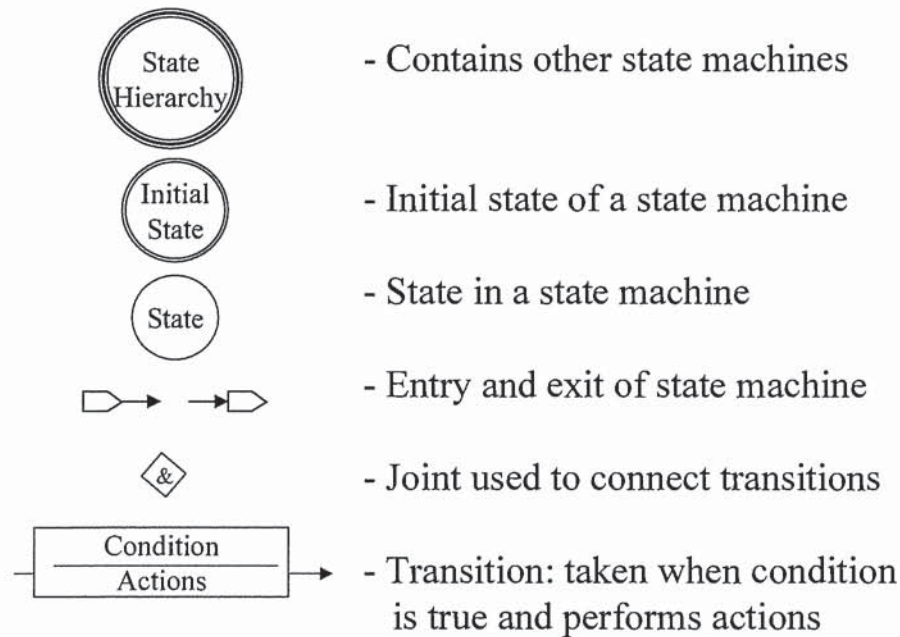 State
Hierarchy
- Contains other state machines
Initial
State
- Initial state of a state machine
State
- State in a state machine
- Entry and exit of state machine
&
- Joint used to connect transitions
Condition
Actions
- Transition: taken when condition
is true and performs actions